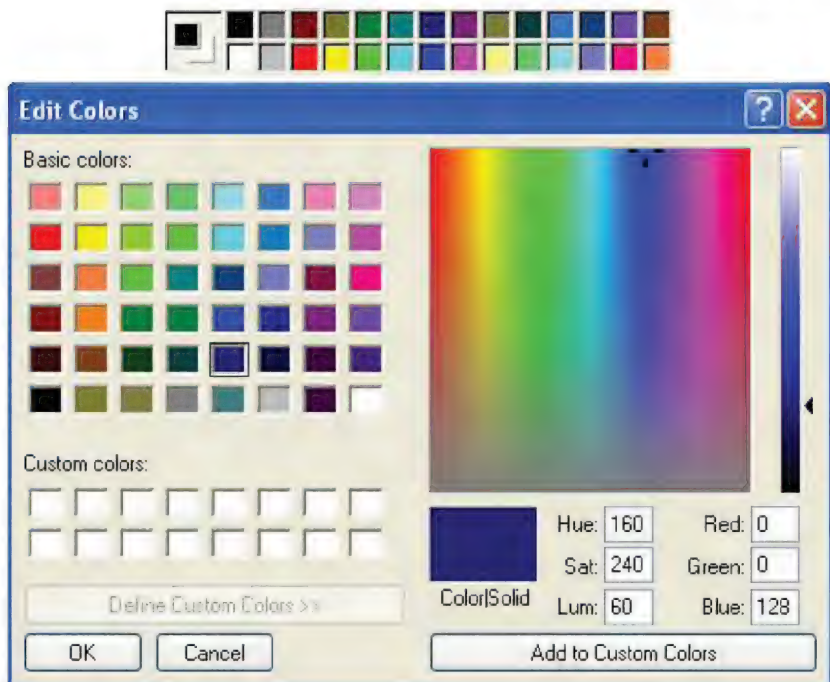 Edit Colors
Basic colors:
Custom colors:
Define Custom Colors >>
OK Cancel
Color|Solid
Hue: 160 Red: 0
Sat: 240 Green: 0
Lum: 60 Blue: 128
Add to Custom Colors